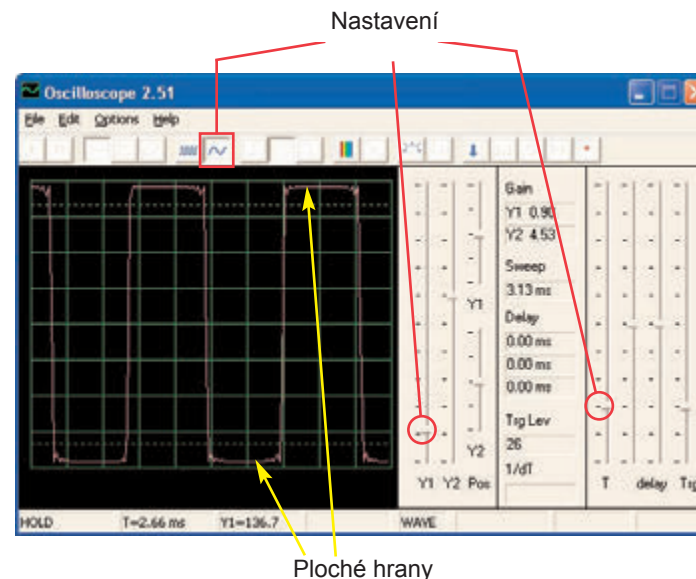 Nastavení
Oscilloscope 2.51
File Edit Options Help
Gain
Y1 0.90
Y2 4.53
Sweep
3.13 ms
Delay
0.00 ms
0.00 ms
0.00 ms
Trg Lev
26
1/dT
Y1
Y2
Y1 Y2 Pos
T delay Trg
HOLD T=2.66 ms Y1=136.7 WAVE
Ploché hrany